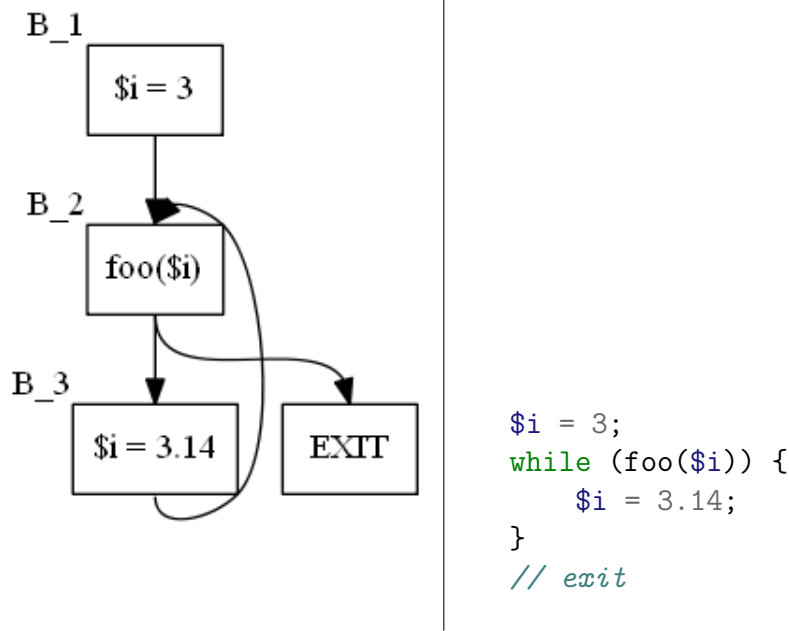 B_1
$i = 3
B_2
foo($i)
B_3
$i = 3.14
EXIT
$i = 3;
while (foo($i)) {
    $i = 3.14;
}
// exit